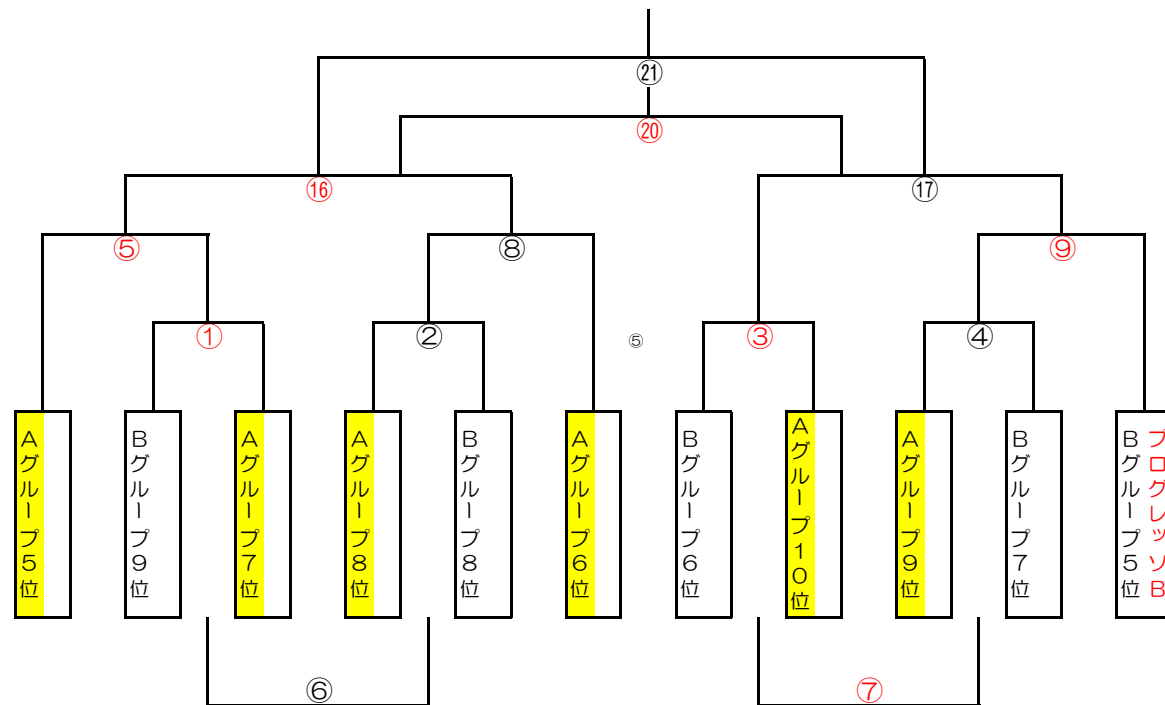 ㉑
⑳
⑯
⑰
⑤
⑧
⑨
①
②
⑤
③
④
Aグループ5位
Bグループ9位
Aグループ7位
Aグループ8位
Bグループ8位
Aグループ6位
Bグループ6位
Aグループ10位
Aグループ9位
Bグループ7位
Bグループ5位
プログレッソB
⑥
⑦